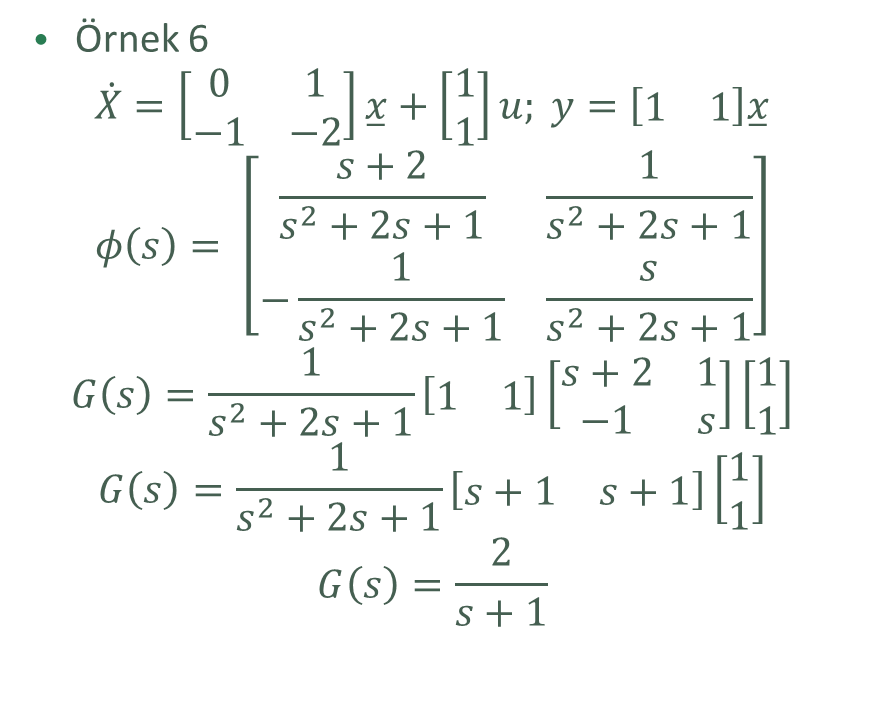 • Örnek 6
Ẋ = [0 1; −1 −2] x̲ + [1; 1] u; y = [1 1] x̲
ϕ(s) = [(s + 2)/(s² + 2s + 1) 1/(s² + 2s + 1); − 1/(s² + 2s + 1) s/(s² + 2s + 1)]
G(s) = 1/(s² + 2s + 1) [1 1] [s + 2 1; −1 s] [1; 1]
G(s) = 1/(s² + 2s + 1) [s + 1 s + 1] [1; 1]
G(s) = 2/(s + 1)